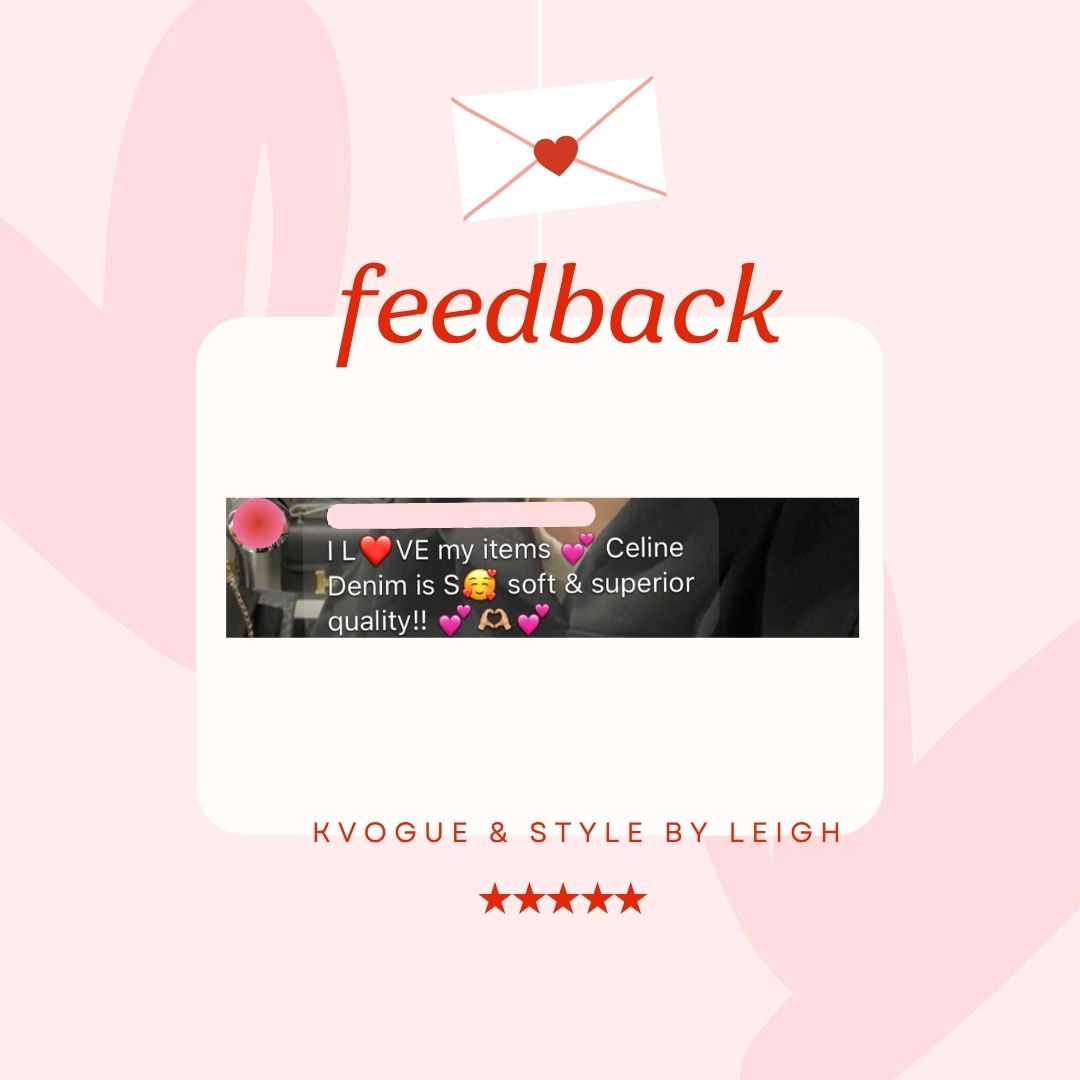 feedback
I L❤️VE my items 💕 Celine
Denim is S🥰 soft & superior
quality!! 💕 🫶🏼 💕
KVOGUE & STYLE BY LEIGH
★★★★★